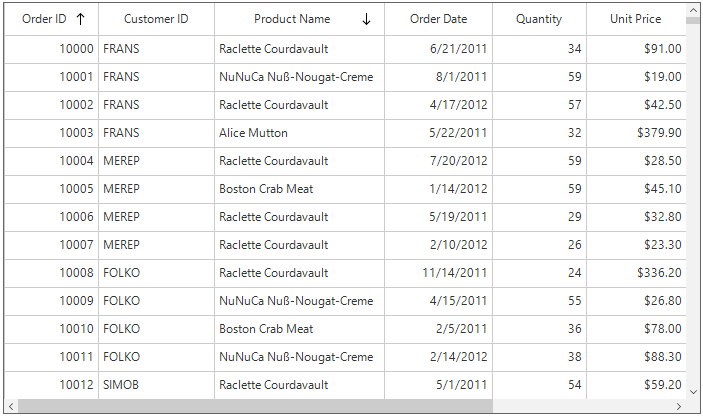 Order ID Customer ID Product Name Order Date Quantity Unit Price
10000 FRANS Raclette Courdavault 6/21/2011 34 $91.00
10001 FRANS NuNuCa Nuß-Nougat-Creme 8/1/2011 59 $19.00
10002 FRANS Raclette Courdavault 4/17/2012 57 $42.50
10003 FRANS Alice Mutton 5/22/2011 32 $379.90
10004 MEREP Raclette Courdavault 7/20/2012 59 $28.50
10005 MEREP Boston Crab Meat 1/14/2012 59 $45.10
10006 MEREP Raclette Courdavault 5/19/2011 29 $32.80
10007 MEREP Raclette Courdavault 2/10/2012 26 $23.30
10008 FOLKO Raclette Courdavault 11/14/2011 24 $336.20
10009 FOLKO NuNuCa Nuß-Nougat-Creme 4/15/2011 55 $26.80
10010 FOLKO Boston Crab Meat 2/5/2011 36 $78.00
10011 FOLKO NuNuCa Nuß-Nougat-Creme 2/14/2012 38 $88.30
10012 SIMOB Raclette Courdavault 5/1/2011 54 $59.20